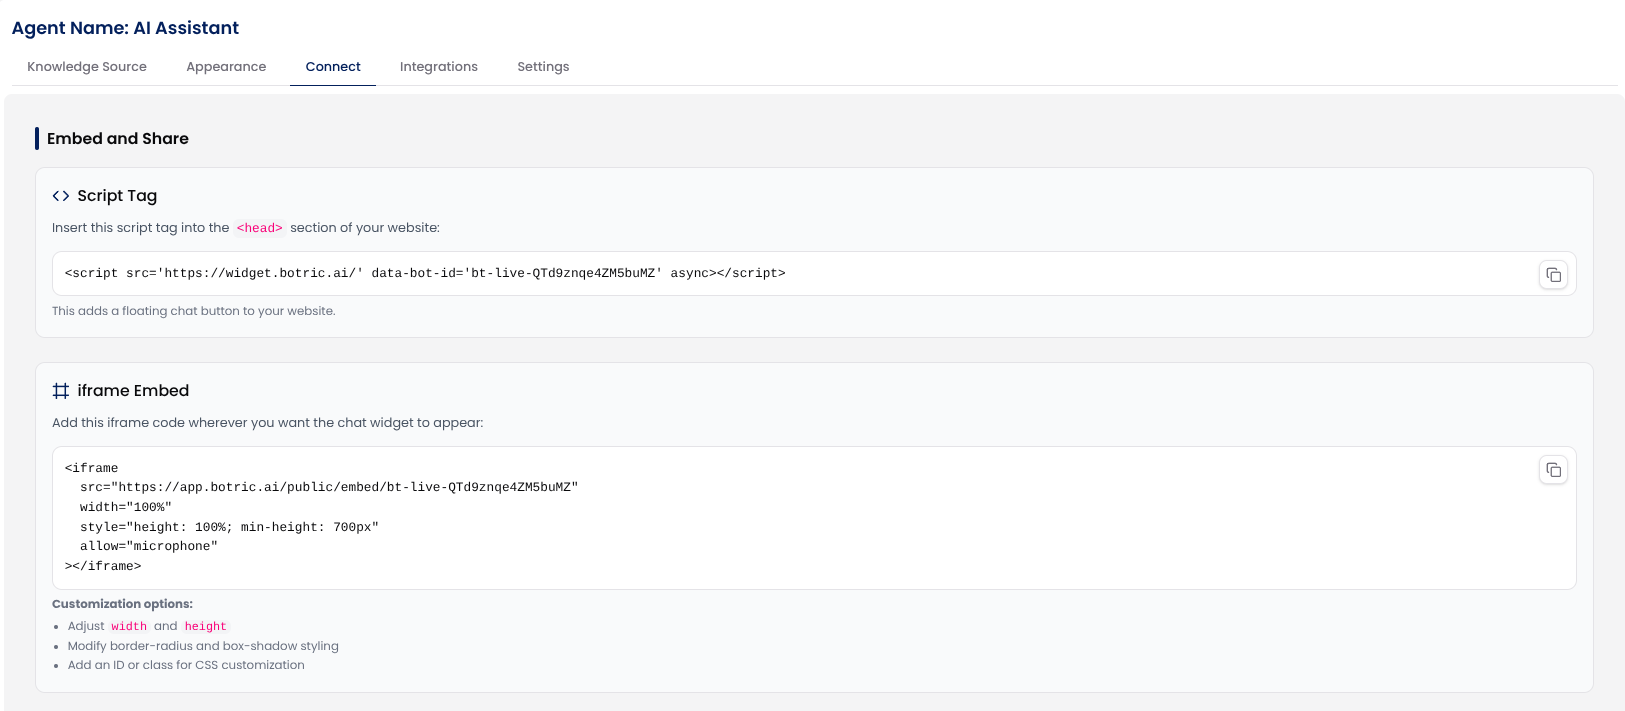 Agent Name: AI Assistant
Knowledge Source Appearance Connect Integrations Settings
Embed and Share
Script Tag
Insert this script tag into the <head> section of your website:
<script src='https://widget.botric.ai/' data-bot-id='bt-live-QTd9znqe4ZM5buMZ' async></script>
This adds a floating chat button to your website.
iframe Embed
Add this iframe code wherever you want the chat widget to appear:
<iframe
  src="https://app.botric.ai/public/embed/bt-live-QTd9znqe4ZM5buMZ"
  width="100%"
  style="height: 100%; min-height: 700px"
  allow="microphone"
></iframe>
Customization options:
• Adjust width and height
• Modify border-radius and box-shadow styling
• Add an ID or class for CSS customization